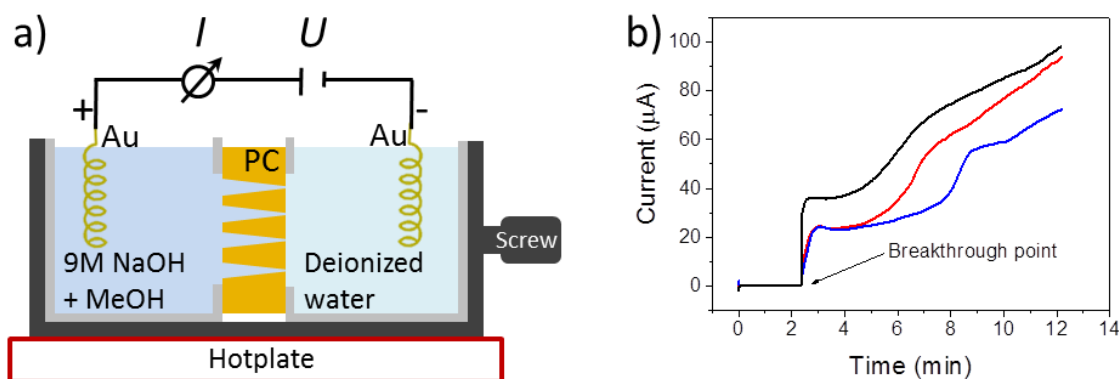 a)
I
U
+
-
Au
Au
PC
9M NaOH
+ MeOH
Deionized
water
Screw
Hotplate
b)
Current (µA)
100
80
60
40
20
0
Breakthrough point
0 2 4 6 8 10 12 14
Time (min)